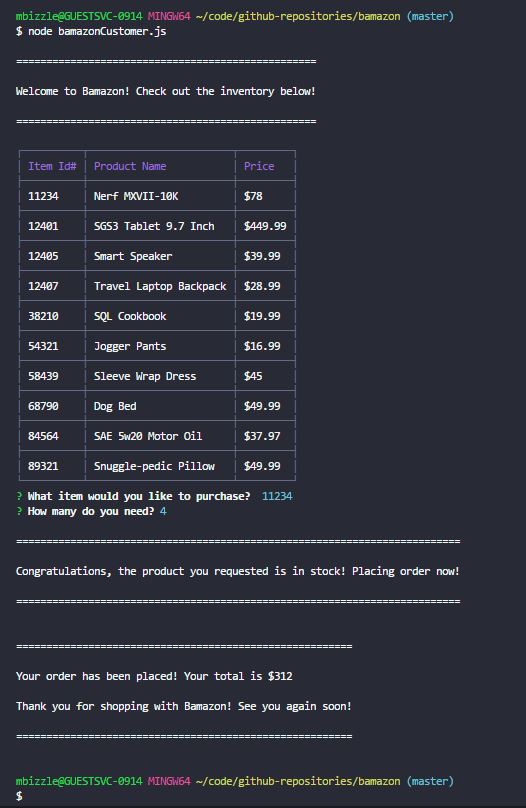 mbizzle@GUESTSVC-0914 MINGW64 ~/code/github-repositories/bamazon (master)
$ node bamazonCustomer.js
==================================================
Welcome to Bamazon! Check out the inventory below!
==================================================
Item Id# Product Name Price
11234 Nerf MXVII-10K $78
12401 SGS3 Tablet 9.7 Inch $449.99
12405 Smart Speaker $39.99
12407 Travel Laptop Backpack $28.99
38210 SQL Cookbook $19.99
54321 Jogger Pants $16.99
58439 Sleeve Wrap Dress $45
68790 Dog Bed $49.99
84564 SAE 5w20 Motor Oil $37.97
89321 Snuggle-pedic Pillow $49.99
? What item would you like to purchase? 11234
? How many do you need? 4
==========================================================================
Congratulations, the product you requested is in stock! Placing order now!
==========================================================================
========================================================
Your order has been placed! Your total is $312
Thank you for shopping with Bamazon! See you again soon!
========================================================
mbizzle@GUESTSVC-0914 MINGW64 ~/code/github-repositories/bamazon (master)
$